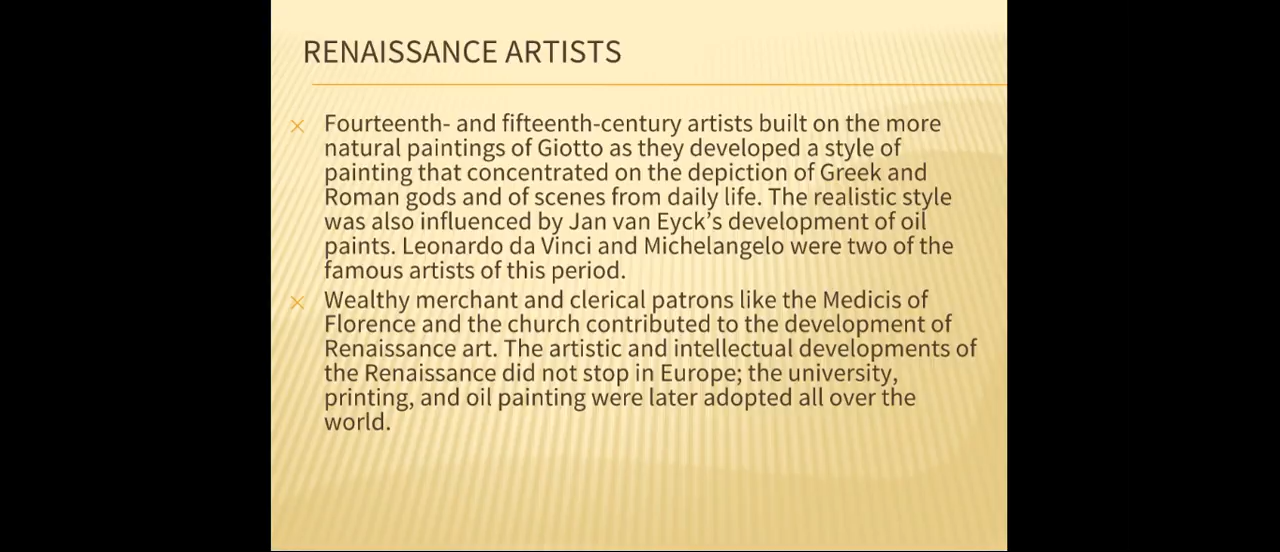 RENAISSANCE ARTISTS
Fourteenth- and fifteenth-century artists built on the more
natural paintings of Giotto as they developed a style of
painting that concentrated on the depiction of Greek and
Roman gods and of scenes from daily life. The realistic style
was also influenced by Jan van Eyck’s development of oil
paints. Leonardo da Vinci and Michelangelo were two of the
famous artists of this period.
Wealthy merchant and clerical patrons like the Medicis of
Florence and the church contributed to the development of
Renaissance art. The artistic and intellectual developments of
the Renaissance did not stop in Europe; the university,
printing, and oil painting were later adopted all over the
world.